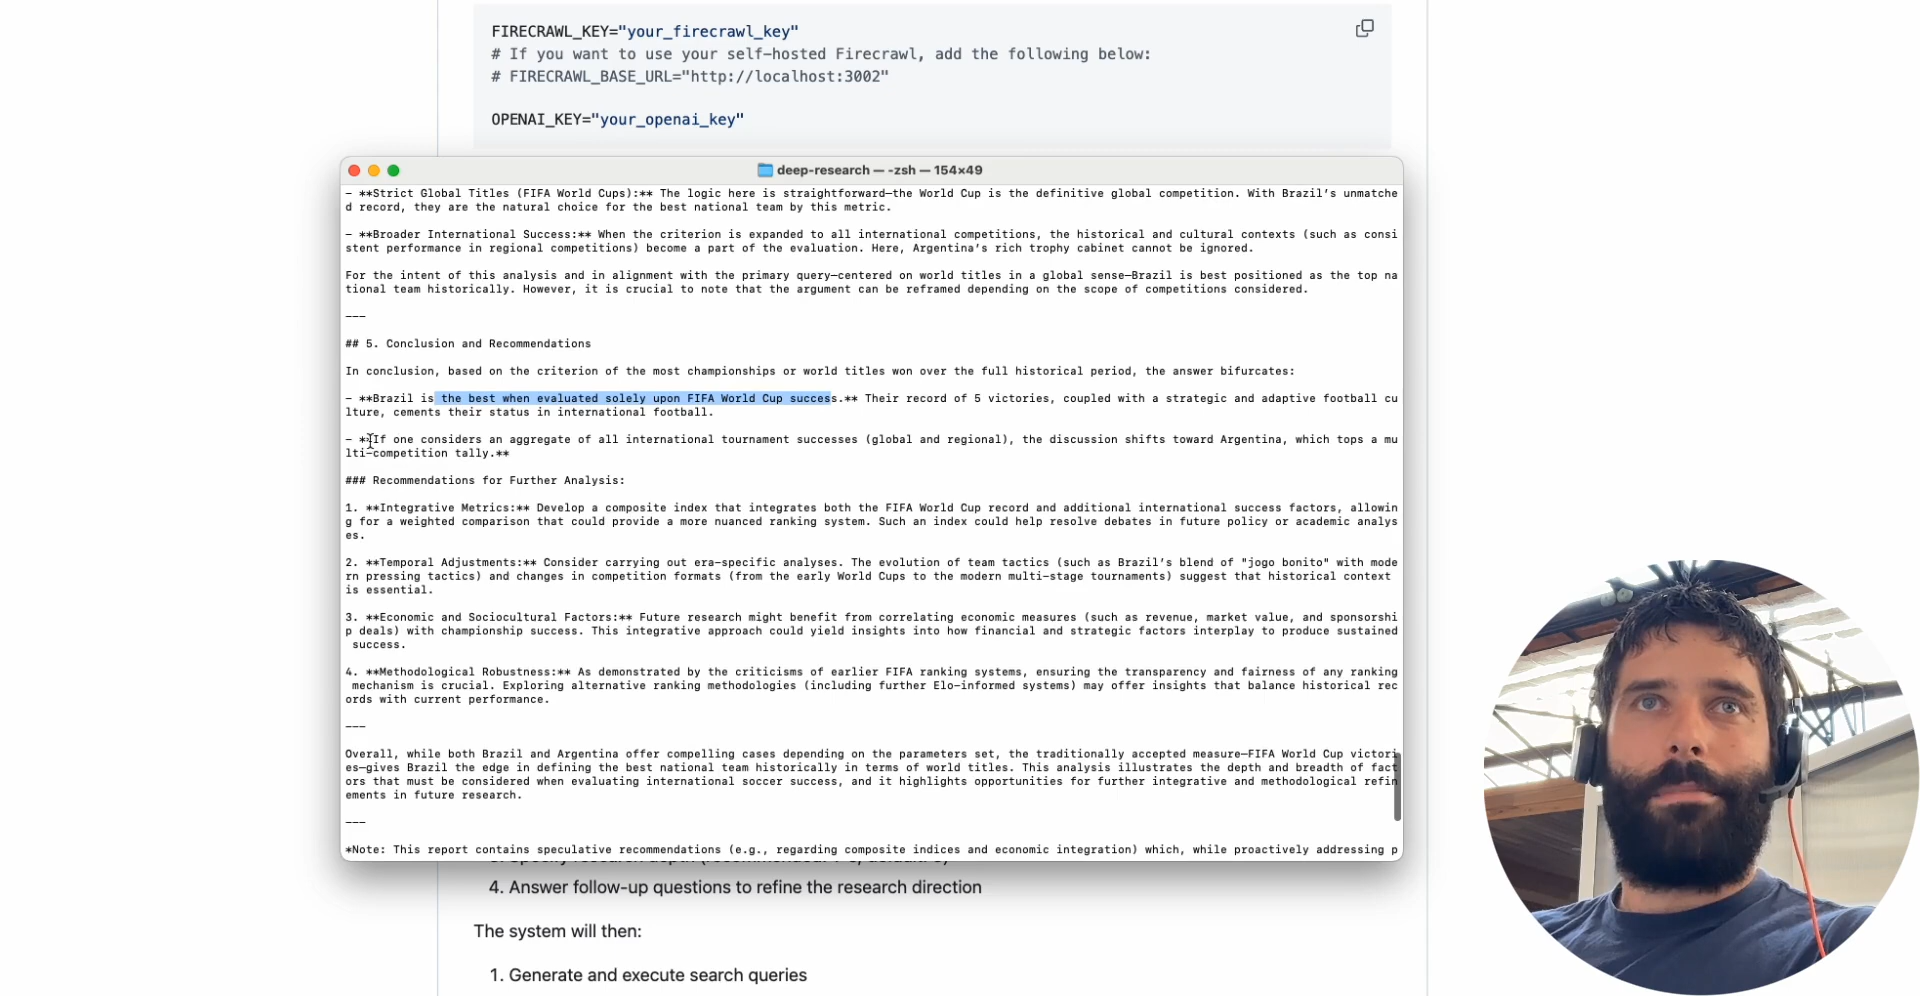 FIRECRAWL_KEY="your_firecrawl_key"
# If you want to use your self-hosted Firecrawl, add the following below:
# FIRECRAWL_BASE_URL="http://localhost:3002"
OPENAI_KEY="your_openai_key"
deep-research — -zsh — 154×49
– **Strict Global Titles (FIFA World Cups):** The logic here is straightforward—the World Cup is the definitive global competition. With Brazil’s unmatche
d record, they are the natural choice for the best national team by this metric.
– **Broader International Success:** When the criterion is expanded to all international competitions, the historical and cultural contexts (such as consi
stent performance in regional competitions) become a part of the evaluation. Here, Argentina’s rich trophy cabinet cannot be ignored.
For the intent of this analysis and in alignment with the primary query—centered on world titles in a global sense—Brazil is best positioned as the top na
tional team historically. However, it is crucial to note that the argument can be reframed depending on the scope of competitions considered.
---
## 5. Conclusion and Recommendations
In conclusion, based on the criterion of the most championships or world titles won over the full historical period, the answer bifurcates:
– **Brazil is the best when evaluated solely upon FIFA World Cup success.** Their record of 5 victories, coupled with a strategic and adaptive football cu
lture, cements their status in international football.
– **If one considers an aggregate of all international tournament successes (global and regional), the discussion shifts toward Argentina, which tops a mu
lti-competition tally.**
### Recommendations for Further Analysis:
1. **Integrative Metrics:** Develop a composite index that integrates both the FIFA World Cup record and additional international success factors, allowin
g for a weighted comparison that could provide a more nuanced ranking system. Such an index could help resolve debates in future policy or academic analys
es.
2. **Temporal Adjustments:** Consider carrying out era-specific analyses. The evolution of team tactics (such as Brazil’s blend of "jogo bonito" with mode
rn pressing tactics) and changes in competition formats (from the early World Cups to the modern multi-stage tournaments) suggest that historical context
is essential.
3. **Economic and Sociocultural Factors:** Future research might benefit from correlating economic measures (such as revenue, market value, and sponsorshi
p deals) with championship success. This integrative approach could yield insights into how financial and strategic factors interplay to produce sustained
success.
4. **Methodological Robustness:** As demonstrated by the criticisms of earlier FIFA ranking systems, ensuring the transparency and fairness of any ranking
mechanism is crucial. Exploring alternative ranking methodologies (including further Elo-informed systems) may offer insights that balance historical rec
ords with current performance.
---
Overall, while both Brazil and Argentina offer compelling cases depending on the parameters set, the traditionally accepted measure—FIFA World Cup victori
es—gives Brazil the edge in defining the best national team historically in terms of world titles. This analysis illustrates the depth and breadth of fact
ors that must be considered when evaluating international soccer success, and it highlights opportunities for further integrative and methodological refin
ements in future research.
---
*Note: This report contains speculative recommendations (e.g., regarding composite indices and economic integration) which, while proactively addressing p
4. Answer follow-up questions to refine the research direction
The system will then:
1. Generate and execute search queries